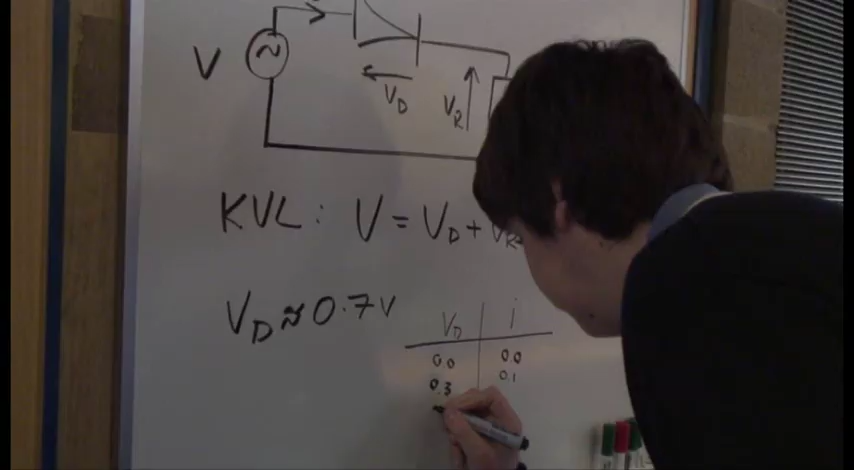 V
V_D
V_R
KVL: V = V_D + V_R
V_D ≈ 0.7V
V_D i
0.0 0.0
0.3 0.1